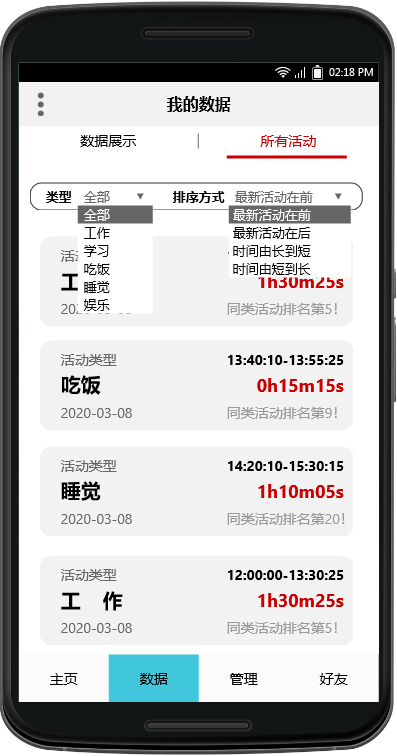 02:18 PM
我的数据
数据展示 | 所有活动
类型 全部 ▼ 排序方式 最新活动在前 ▼
全部 最新活动在前
工作 最新活动在后
学习 时间由长到短
吃饭 时间由短到长
睡觉
娱乐
活动
工
1h30m25s
2020-03-08 同类活动排名第5!
活动类型 13:40:10-13:55:25
吃饭 0h15m15s
2020-03-08 同类活动排名第9!
活动类型 14:20:10-15:30:15
睡觉 1h10m05s
2020-03-08 同类活动排名第20!
活动类型 12:00:00-13:30:25
工 作 1h30m25s
2020-03-08 同类活动排名第5!
主页 数据 管理 好友